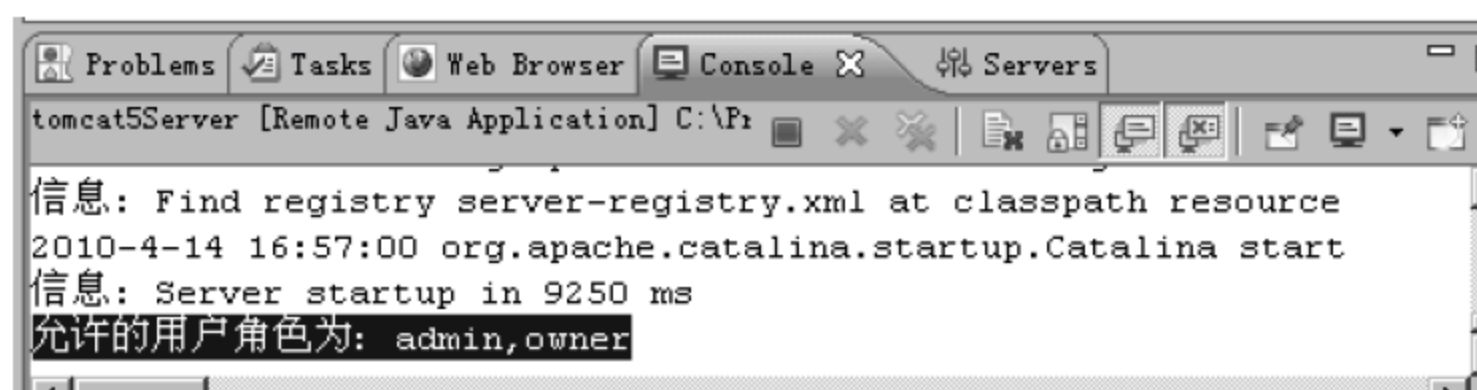 Problems Tasks Web Browser Console Servers
tomcat5Server [Remote Java Application] C:\Pr
信息: Find registry server-registry.xml at classpath resource
2010-4-14 16:57:00 org.apache.catalina.startup.Catalina start
信息: Server startup in 9250 ms
允许的用户角色为: admin,owner